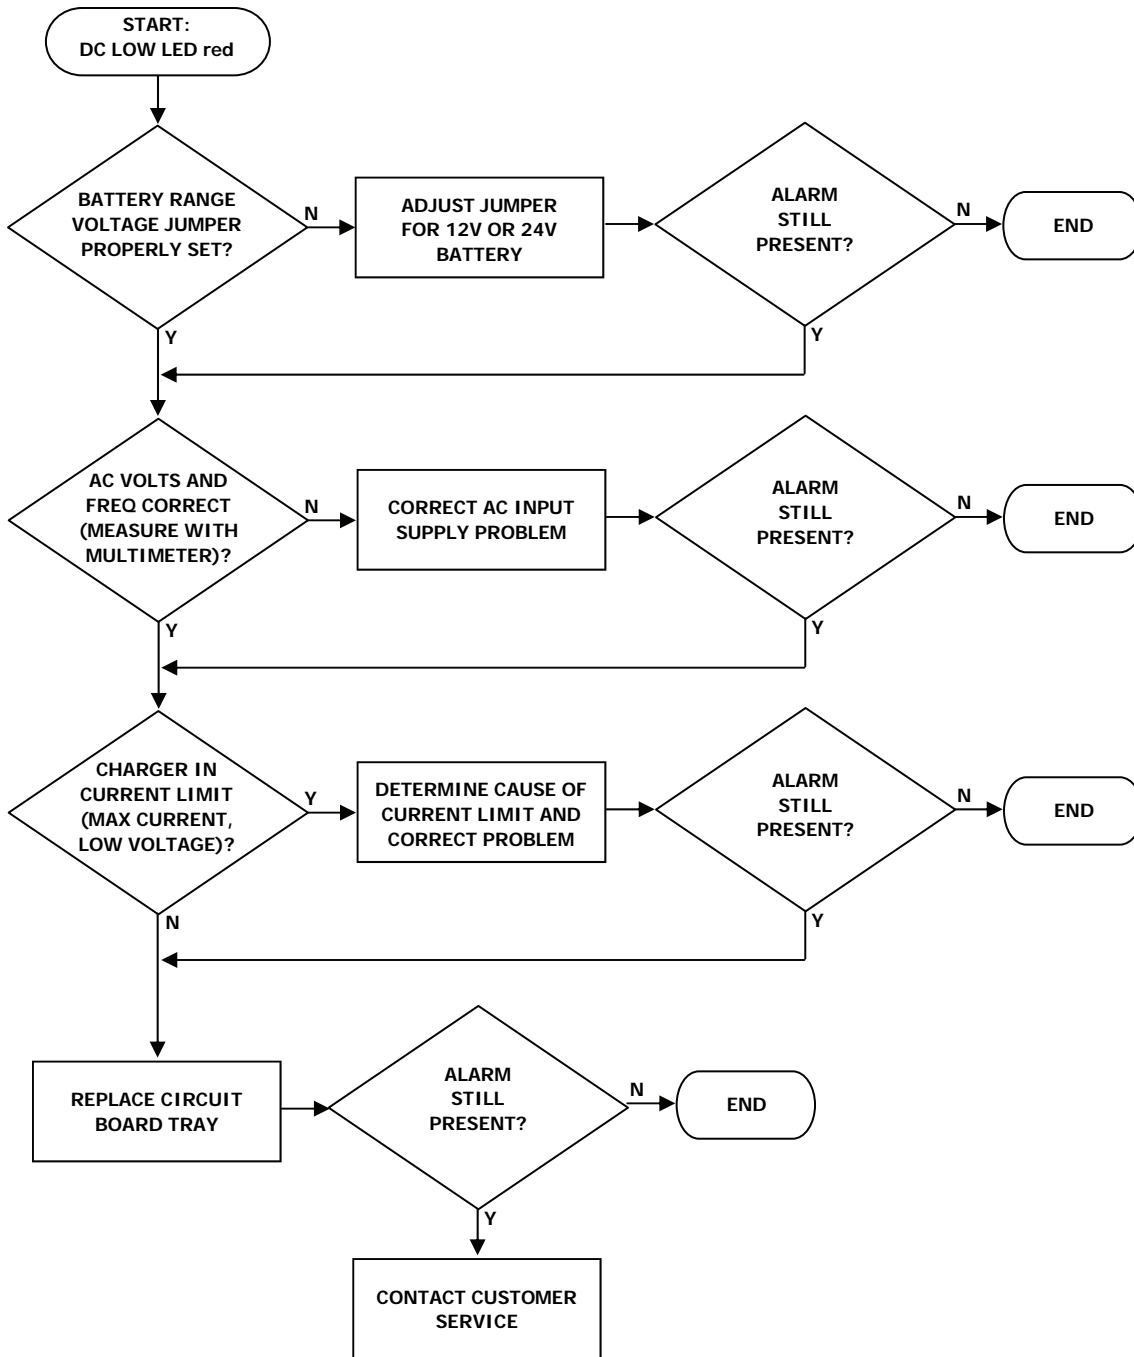 START:
DC LOW LED red
BATTERY RANGE
VOLTAGE JUMPER
PROPERLY SET?
N
ADJUST JUMPER
FOR 12V OR 24V
BATTERY
ALARM
STILL
PRESENT?
N
END
Y
Y
AC VOLTS AND
FREQ CORRECT
(MEASURE WITH
MULTIMETER)?
N
CORRECT AC INPUT
SUPPLY PROBLEM
ALARM
STILL
PRESENT?
N
END
Y
Y
CHARGER IN
CURRENT LIMIT
(MAX CURRENT,
LOW VOLTAGE)?
Y
DETERMINE CAUSE OF
CURRENT LIMIT AND
CORRECT PROBLEM
ALARM
STILL
PRESENT?
N
END
N
Y
REPLACE CIRCUIT
BOARD TRAY
ALARM
STILL
PRESENT?
N
END
Y
CONTACT CUSTOMER
SERVICE